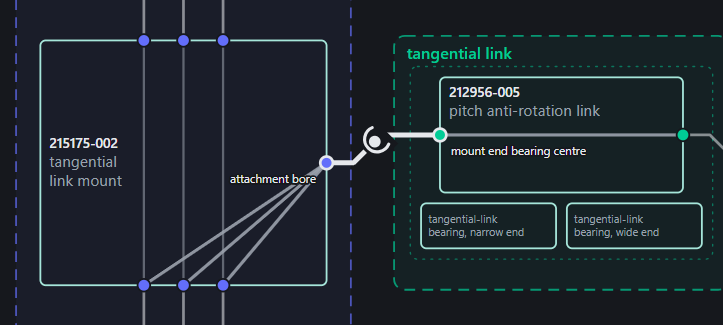 tangential link
212956-005
pitch anti-rotation link
215175-002
tangential
link mount
attachment bore
mount end bearing centre
tangential-link
bearing, narrow end
tangential-link
bearing, wide end